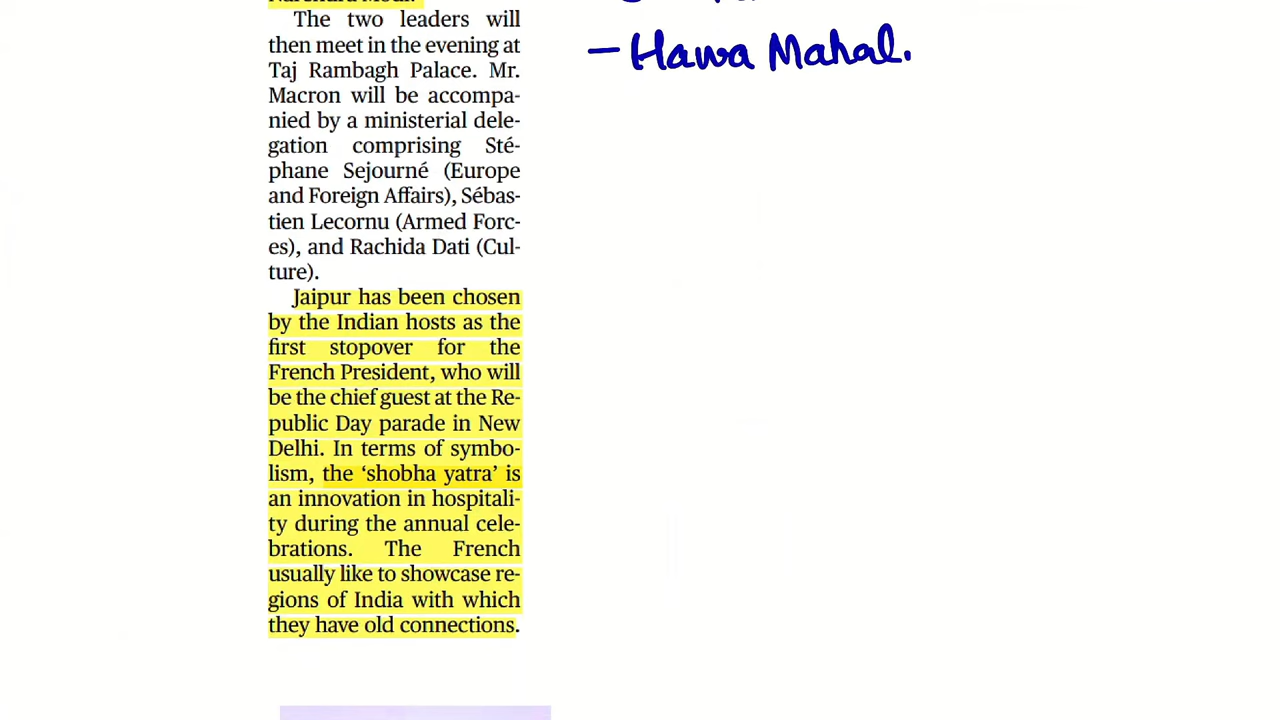 The two leaders will
then meet in the evening at
Taj Rambagh Palace. Mr.
Macron will be accompa-
nied by a ministerial dele-
gation comprising Sté-
phane Sejourné (Europe
and Foreign Affairs), Sébas-
tien Lecornu (Armed Forc-
es), and Rachida Dati (Cul-
ture).
Jaipur has been chosen
by the Indian hosts as the
first stopover for the
French President, who will
be the chief guest at the Re-
public Day parade in New
Delhi. In terms of symbo-
lism, the ‘shobha yatra’ is
an innovation in hospitali-
ty during the annual cele-
brations. The French
usually like to showcase re-
gions of India with which
they have old connections.
– Hawa Mahal.